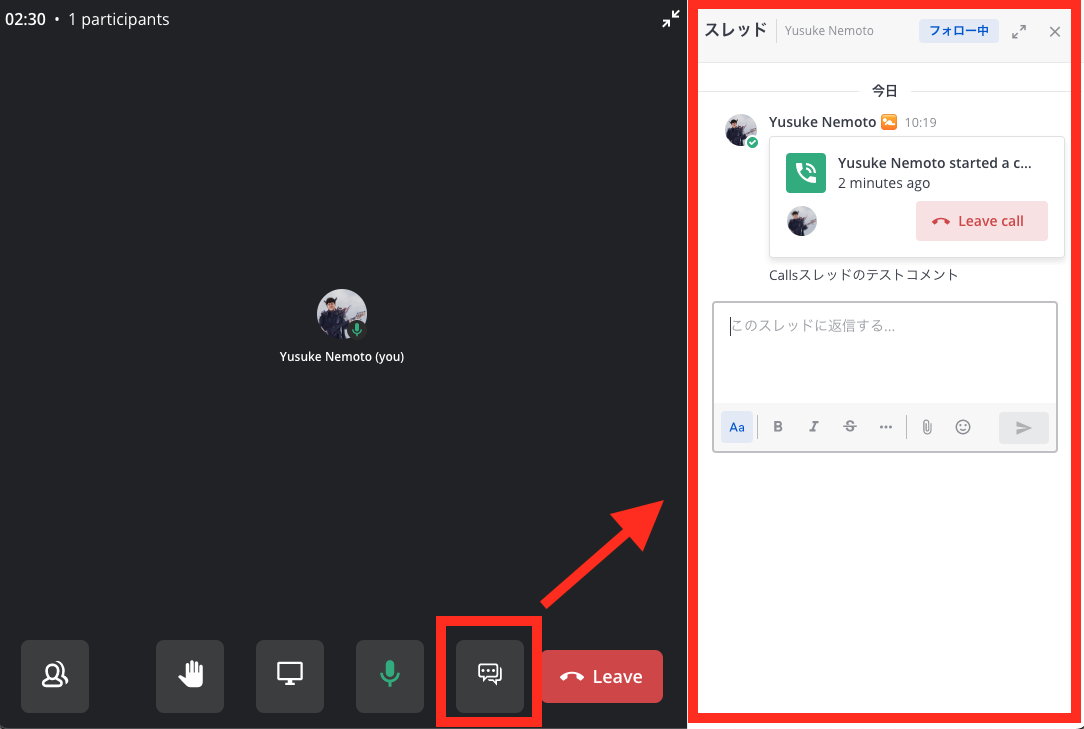 02:30 • 1 participants
Yusuke Nemoto (you)
Leave
スレッド Yusuke Nemoto フォロー中
今日
Yusuke Nemoto 10:19
Yusuke Nemoto started a c...
2 minutes ago
Leave call
Callsスレッドのテストコメント
このスレッドに返信する...
Aa B I S